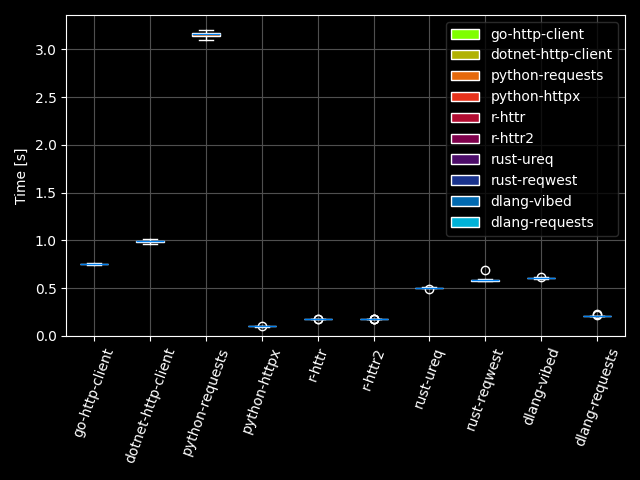 3.0
2.5
2.0
1.5
1.0
0.5
0.0
Time [s]
go-http-client
dotnet-http-client
python-requests
python-httpx
r-httr
r-httr2
rust-ureq
rust-reqwest
dlang-vibed
dlang-requests
go-http-client
dotnet-http-client
python-requests
python-httpx
r-httr
r-httr2
rust-ureq
rust-reqwest
dlang-vibed
dlang-requests